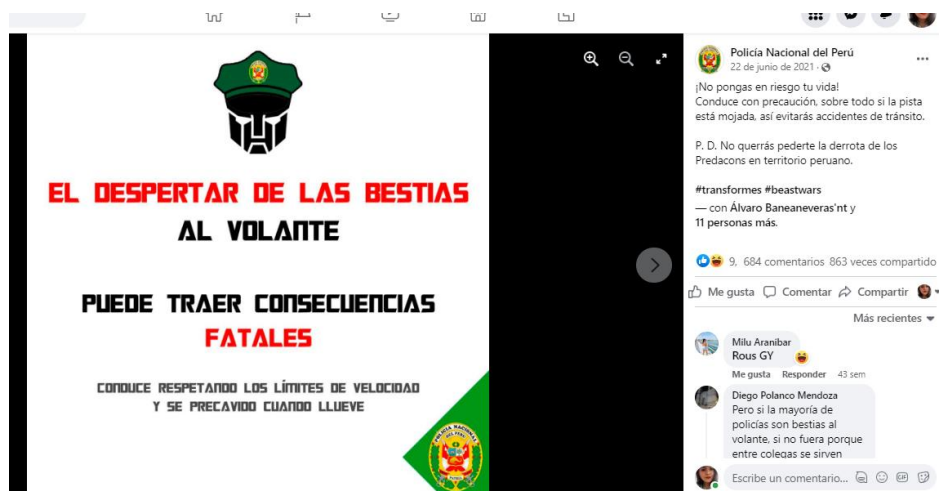 EL DESPERTAR DE LAS BESTIAS
AL VOLANTE
PUEDE TRAER CONSECUENCIAS
FATALES
CONDUCE RESPETANDO LOS LÍMITES DE VELOCIDAD
Y SE PRECAVIDO CUANDO LLUEVE
POLICÍA NACIONAL
DEL PERÚ
Policía Nacional del Perú
22 de junio de 2021 ·
¡No pongas en riesgo tu vida!
Conduce con precaución, sobre todo si la pista
está mojada, así evitarás accidentes de tránsito.
P. D. No querrás pederte la derrota de los
Predacons en territorio peruano.
#transformes #beastwars
— con Álvaro Baneaneveras'nt y
11 personas más.
9, 684 comentarios 863 veces compartido
Me gusta Comentar Compartir
Más recientes
Milu Aranibar
Rous GY
Me gusta Responder 43 sem
Diego Polanco Mendoza
Pero si la mayoría de
policías son bestias al
volante, si no fuera porque
entre colegas se sirven
Escribe un comentario... GIF